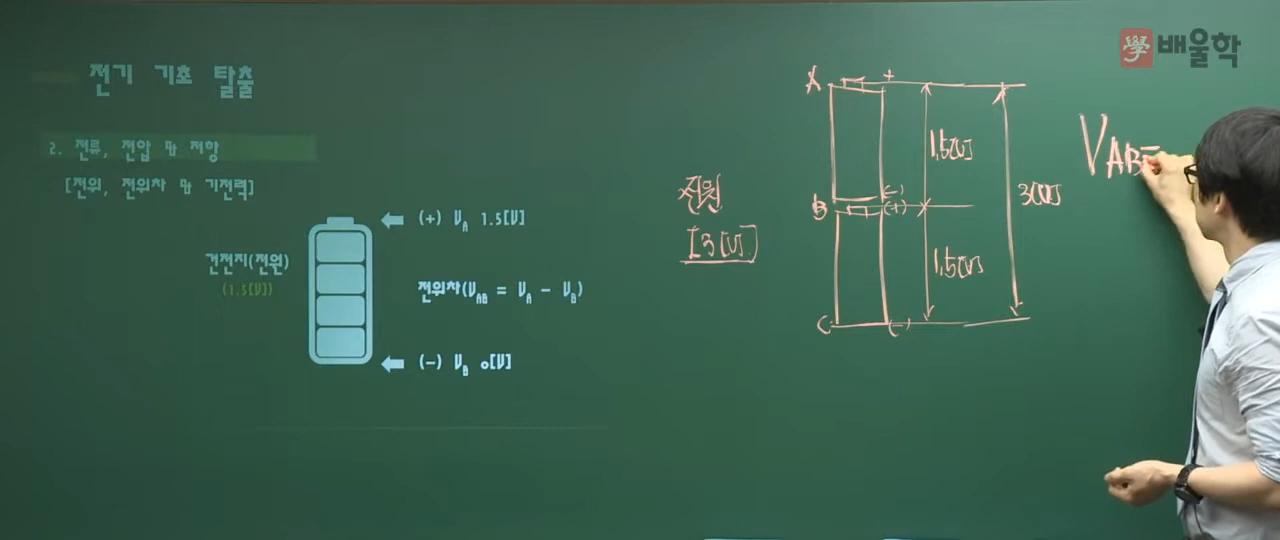 學 배울학
전기 기초 탈출
2. 전류, 전압 및 저항
[전위, 전위차 및 기전력]
건전지(전원)
(1.5[V])
(+) V_A 1.5[V]
전위차(V_AB = V_A - V_B)
(-) V_B 0[V]
전원
[3[V]]
A +
1.5[V]
(-)
B (+)
3[V]
1.5[V]
C (-)
V_AB =